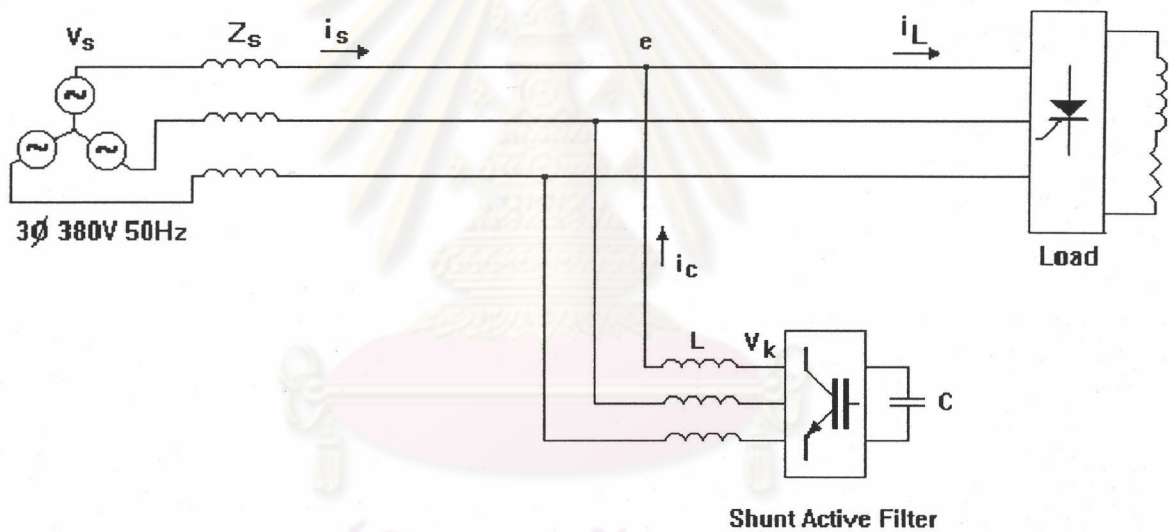 Vs
Zs
is
e
iL
3Ø 380V 50Hz
Load
ic
L
Vk
C
Shunt Active Filter